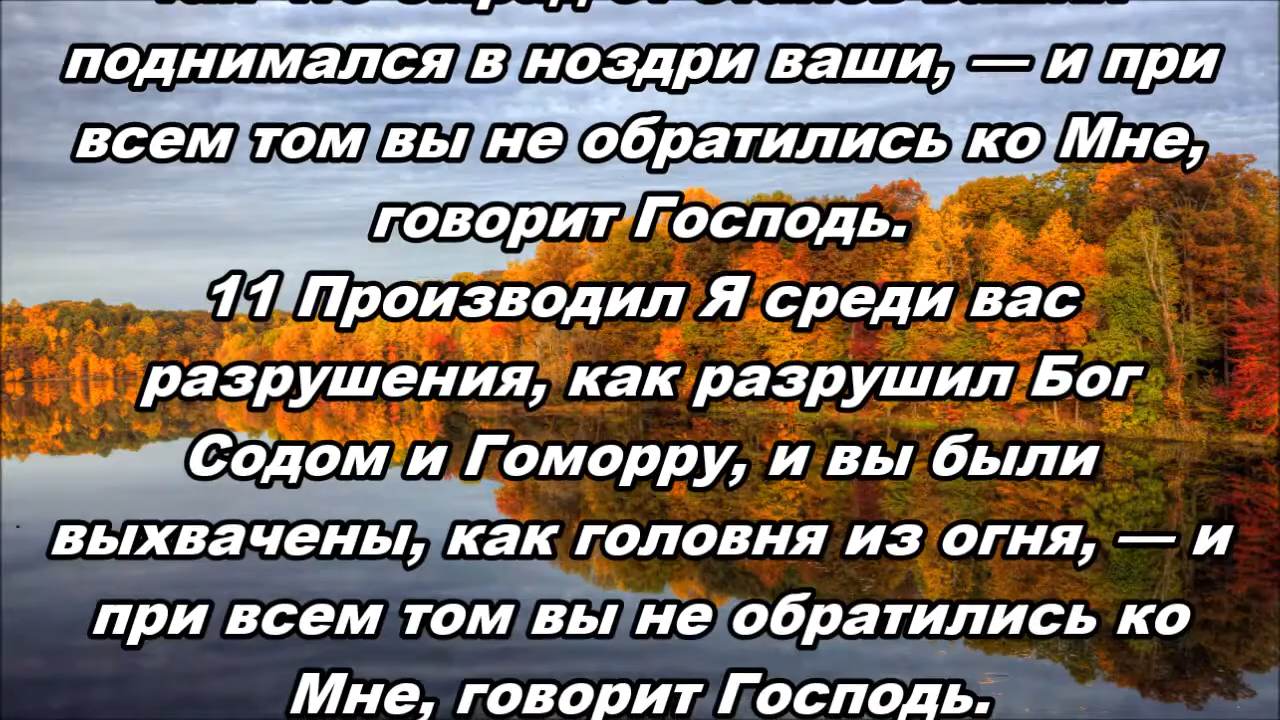 поднимался в ноздри ваши, — и при
всем том вы не обратились ко Мне,
говорит Господь.
11 Производил Я среди вас
разрушения, как разрушил Бог
Содом и Гоморру, и вы были
выхвачены, как головня из огня, — и
при всем том вы не обратились ко
Мне, говорит Господь.